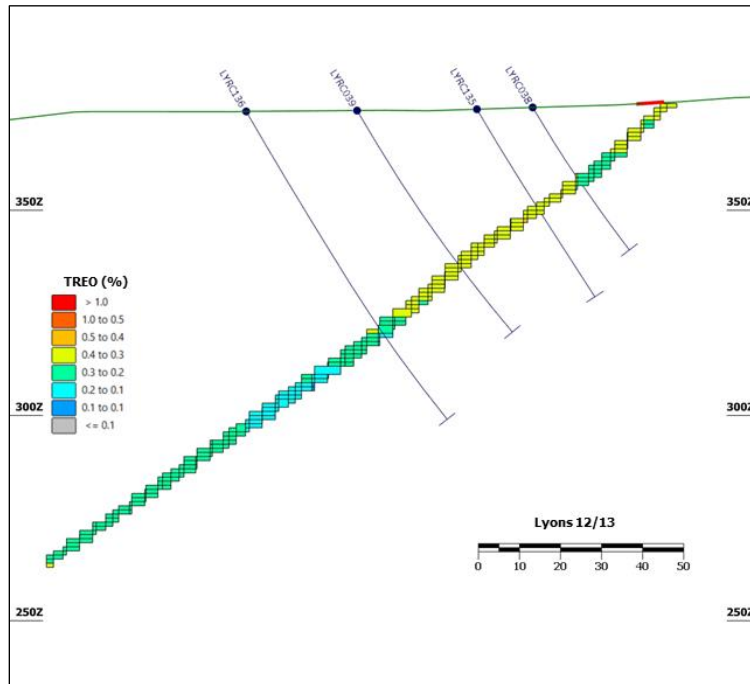 LYRC136
LYRC039
LYRC135
LYRC038
350Z
350Z
TREO (%)
> 1.0
1.0 to 0.5
0.5 to 0.4
0.4 to 0.3
0.3 to 0.2
0.2 to 0.1
0.1 to 0.1
<= 0.1
300Z
300Z
Lyons 12/13
0 10 20 30 40 50
250Z
250Z